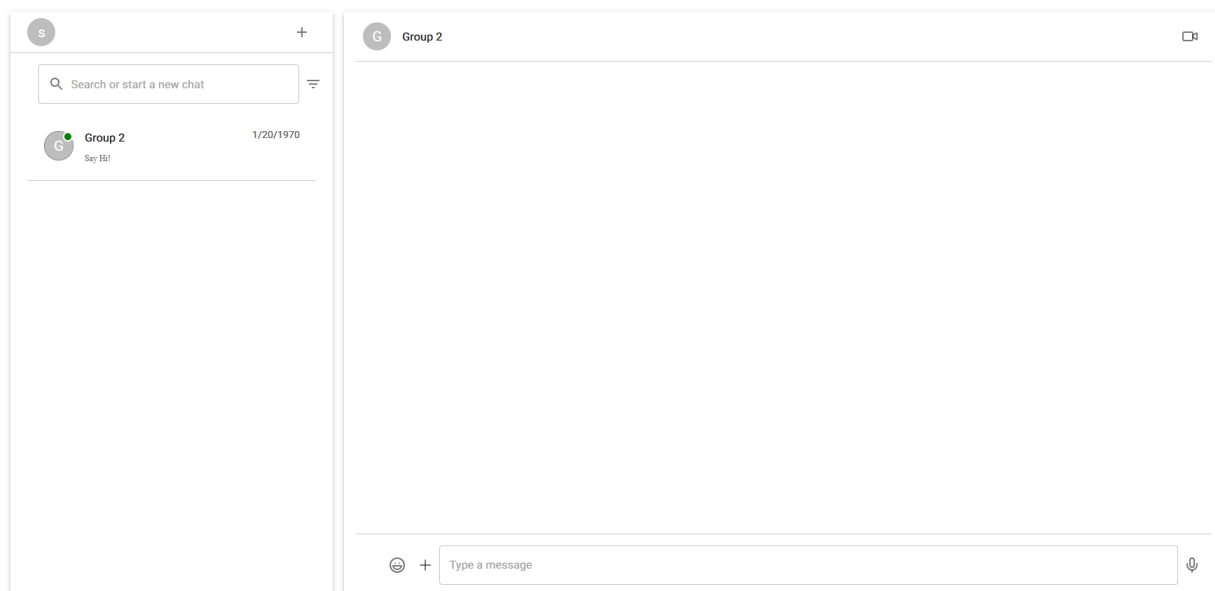 S
Search or start a new chat
G
Group 2
1/20/1970
Say Hi!
G
Group 2
Type a message